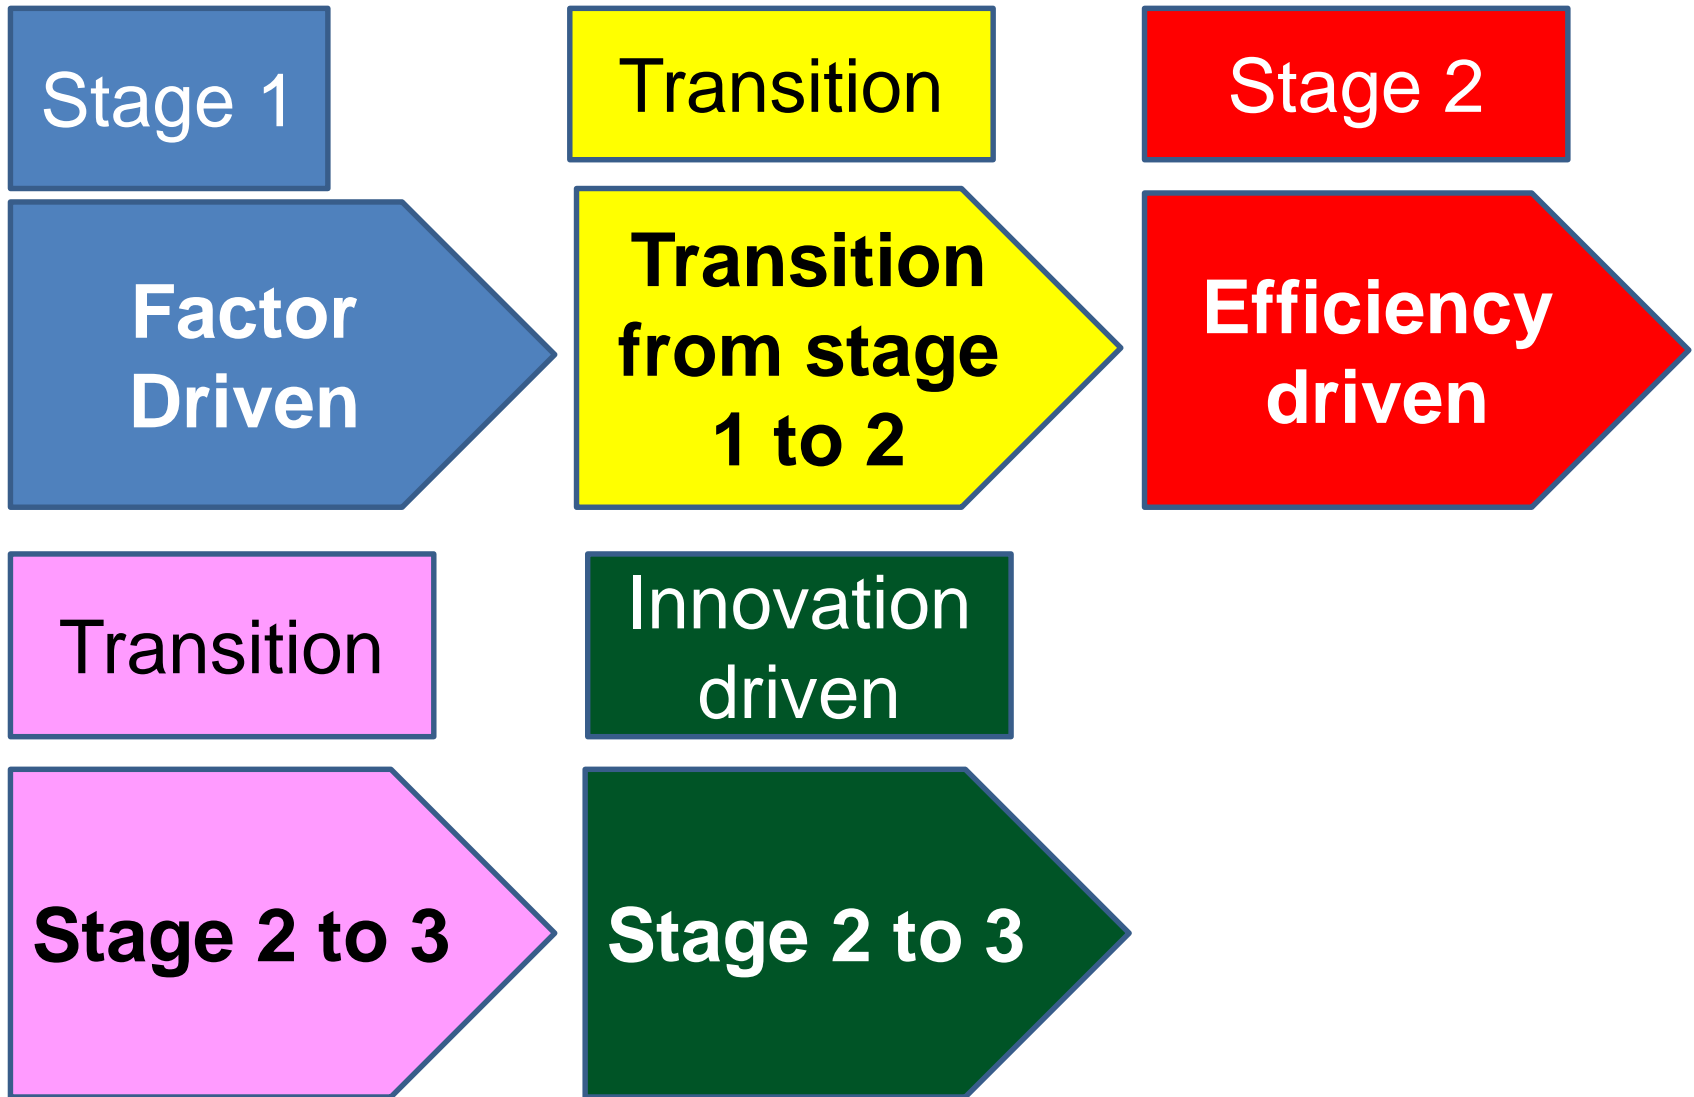 Stage 1
Transition
Stage 2
Factor
Driven
Transition
from stage
1 to 2
Efficiency
driven
Transition
Innovation
driven
Stage 2 to 3
Stage 2 to 3